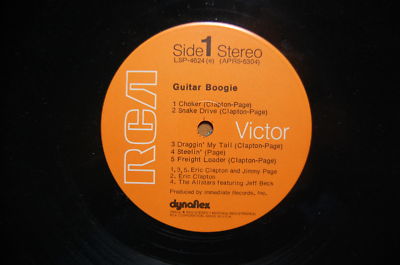 Side 1 Stereo
LSP-4624(e) (APRS-6304)
Guitar Boogie
1 Choker (Clapton-Page)
2 Snake Drive (Clapton-Page)
RCA Victor
3 Draggin' My Tail (Clapton-Page)
4 Steelin' (Page)
5 Freight Loader (Clapton-Page)
1,3,5. Eric Clapton and Jimmy Page
2. Eric Clapton
4. The Allstars featuring Jeff Beck
Produced by Immediate Records, Inc.
dynaflex